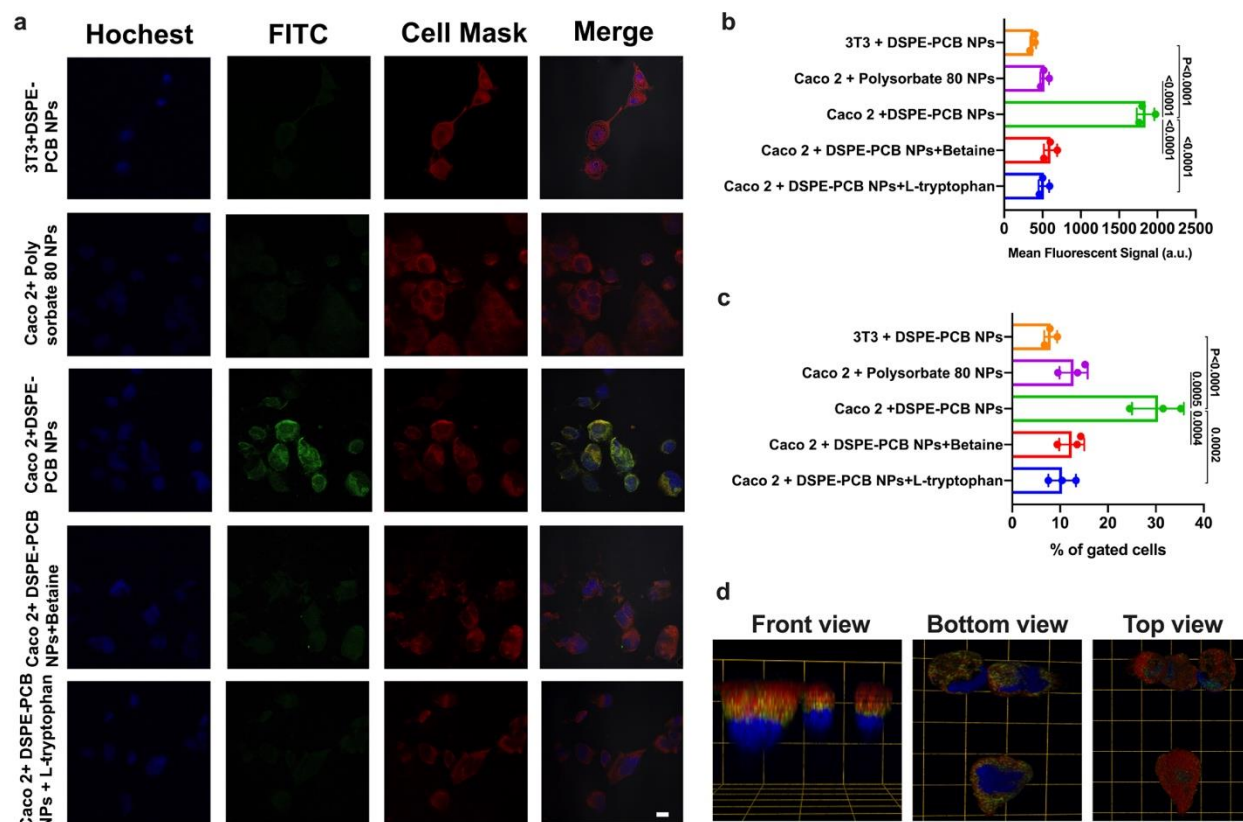 a
Hochest
FITC
Cell Mask
Merge
3T3+DSPE-
PCB NPs
Caco 2+ Poly
sorbate 80 NPs
Caco 2+DSPE-
PCB NPs
Caco 2+ DSPE-PCB
NPs+Betaine
Caco 2+ DSPE-PCB
NPs + L-tryptophan
b
3T3 + DSPE-PCB NPs
Caco 2 + Polysorbate 80 NPs
Caco 2 +DSPE-PCB NPs
Caco 2 + DSPE-PCB NPs+Betaine
Caco 2 + DSPE-PCB NPs+L-tryptophan
P<0.0001
<0.0001
<0.0001
<0.0001
0 500 1000 1500 2000 2500
Mean Fluorescent Signal (a.u.)
c
3T3 + DSPE-PCB NPs
Caco 2 + Polysorbate 80 NPs
Caco 2 +DSPE-PCB NPs
Caco 2 + DSPE-PCB NPs+Betaine
Caco 2 + DSPE-PCB NPs+L-tryptophan
P<0.0001
0.0005
0.0004
0.0002
0 10 20 30 40
% of gated cells
d
Front view
Bottom view
Top view